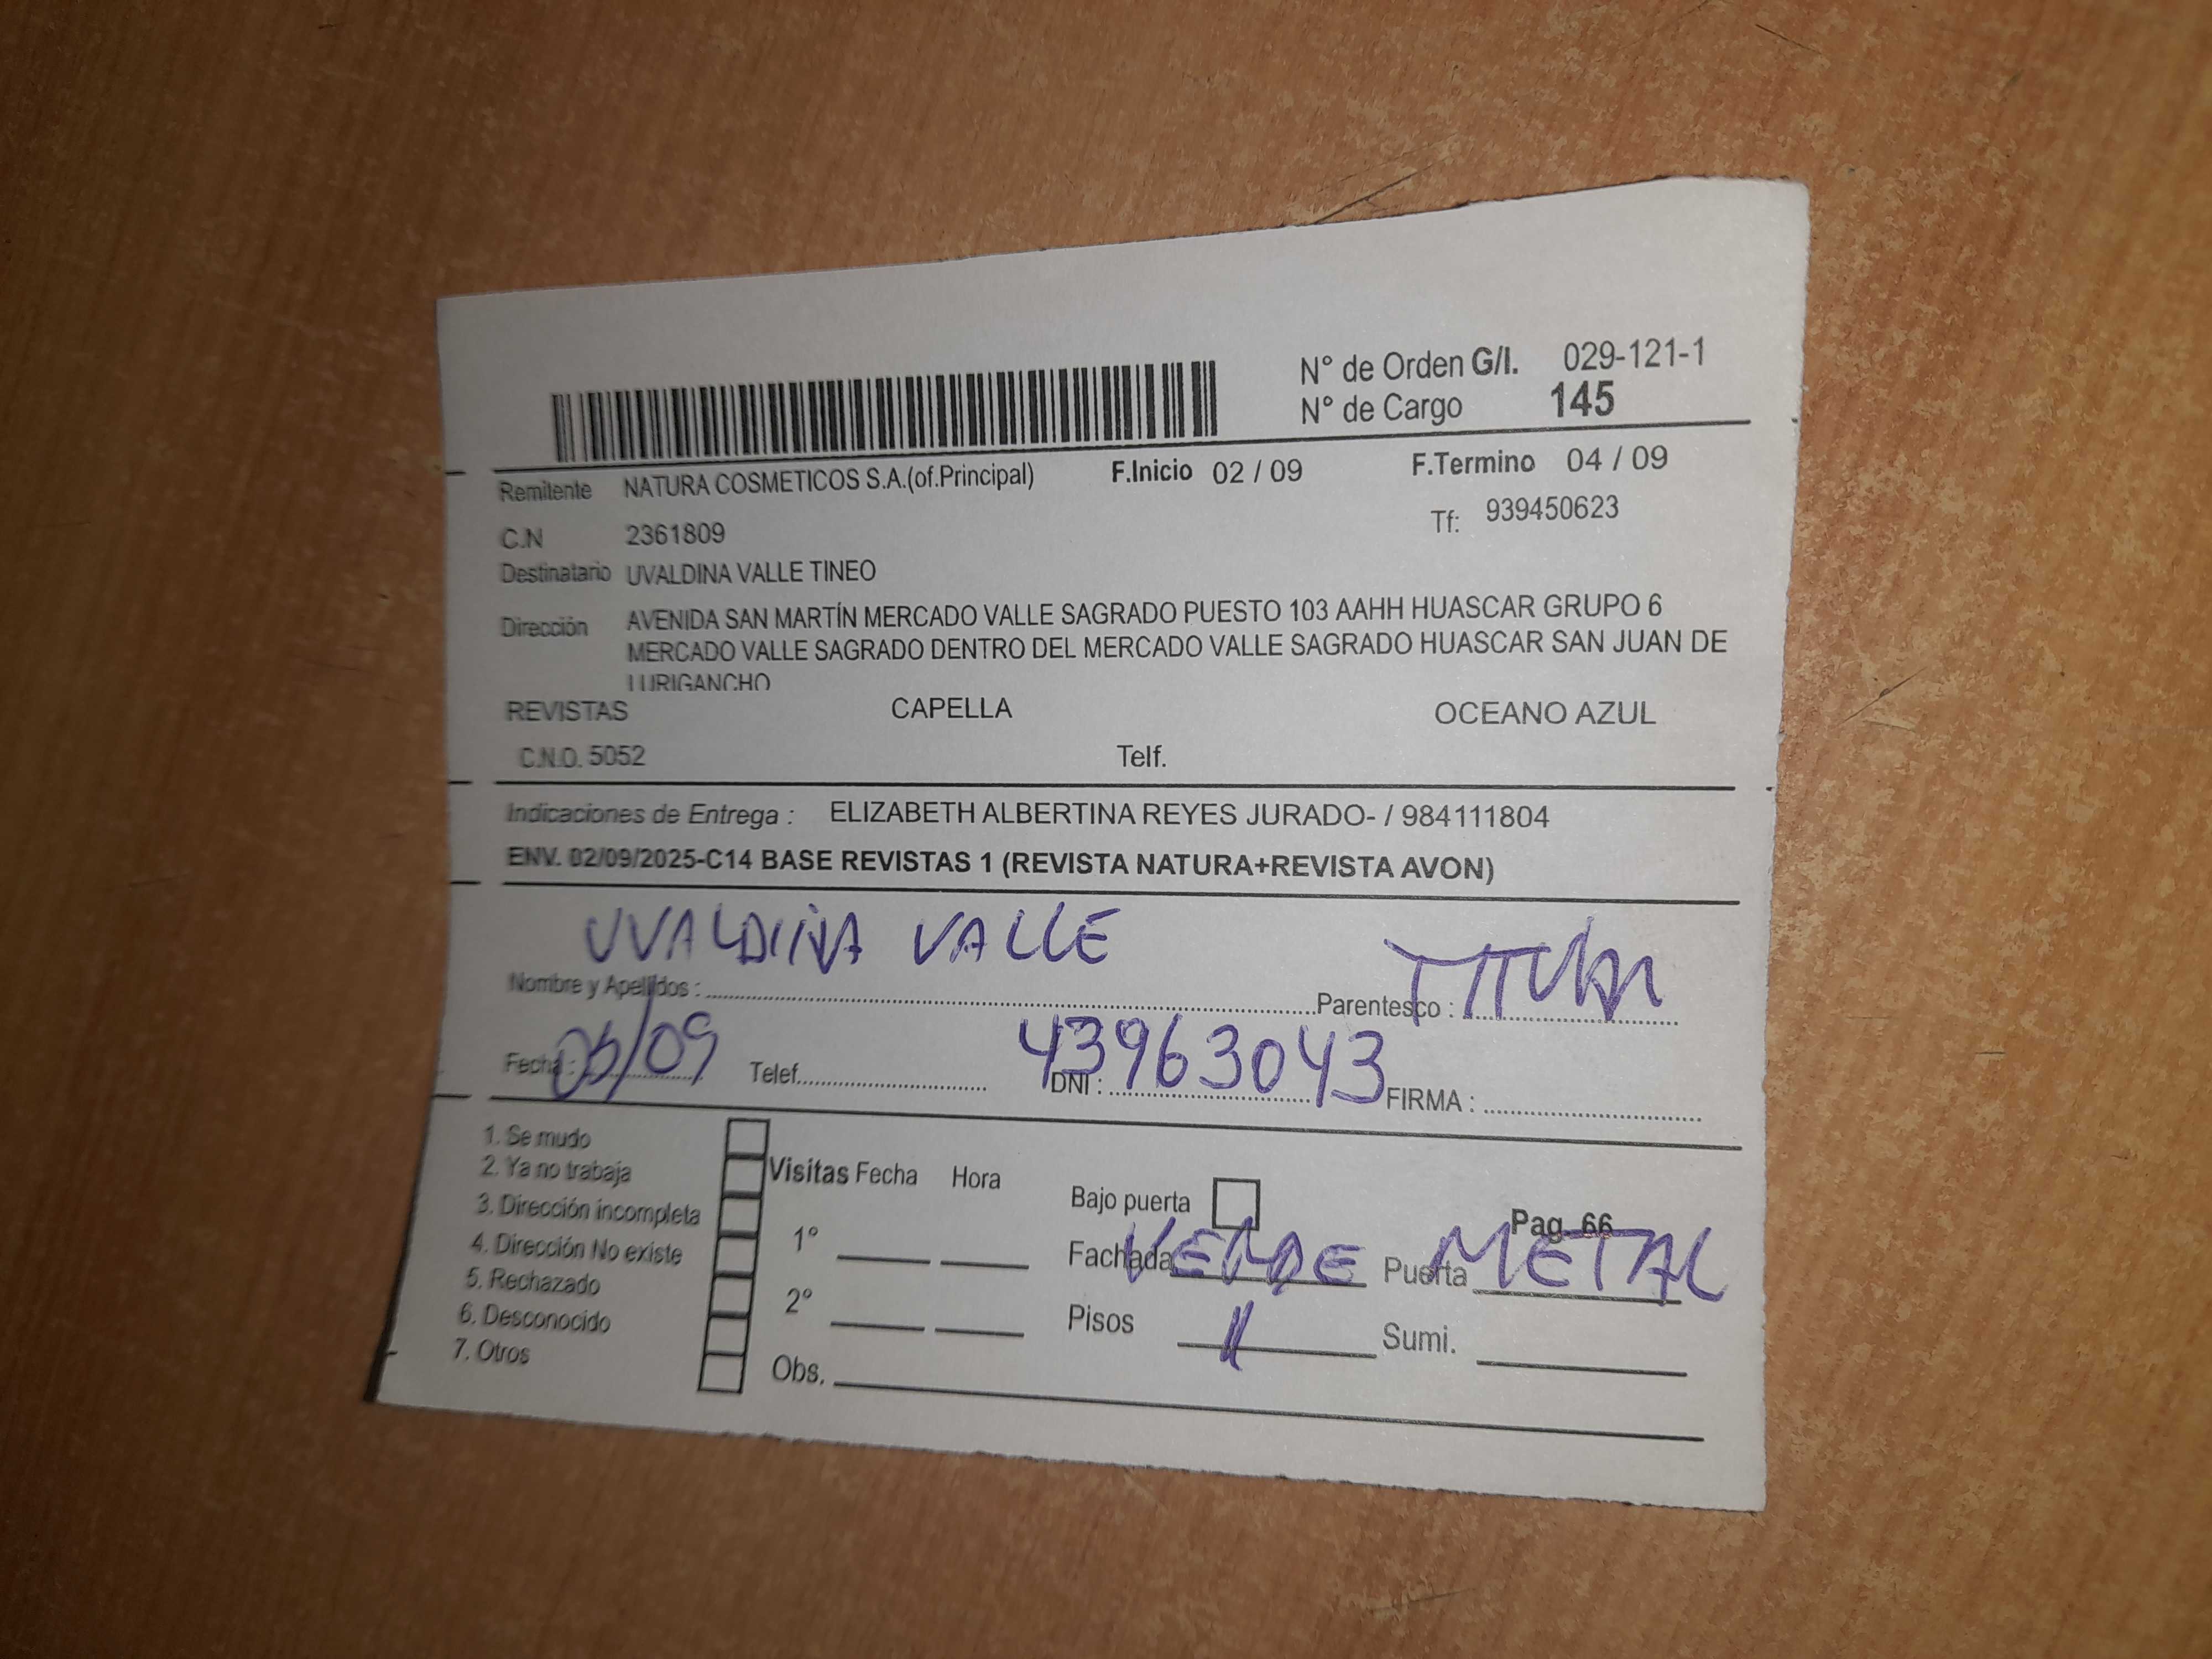 N° de Orden G/I. 029-121-1
N° de Cargo 145
Remitente NATURA COSMETICOS S.A.(of.Principal) F.Inicio 02 / 09 F.Termino 04 / 09
C.N 2361809 Tf: 939450623
Destinatario UVALDINA VALLE TINEO
Dirección AVENIDA SAN MARTÍN MERCADO VALLE SAGRADO PUESTO 103 AAHH HUASCAR GRUPO 6
MERCADO VALLE SAGRADO DENTRO DEL MERCADO VALLE SAGRADO HUASCAR SAN JUAN DE
LURIGANCHO
REVISTAS CAPELLA OCEANO AZUL
C.N.O. 5052 Telf.
Indicaciones de Entrega : ELIZABETH ALBERTINA REYES JURADO- / 984111804
ENV. 02/09/2025-C14 BASE REVISTAS 1 (REVISTA NATURA+REVISTA AVON)
Nombre y Apellidos : UVALDINA VALLE Parentesco : TITULAR
Fecha : /09 Telef. DNI : 43963043 FIRMA :
1. Se mudo
2. Ya no trabaja
3. Dirección incompleta
4. Dirección No existe
5. Rechazado
6. Desconocido
7. Otros
Visitas Fecha Hora
1°
2°
Obs.
Bajo puerta Pag. 66
Fachada VERDE Puerta METAL
Pisos 1 Sumi.